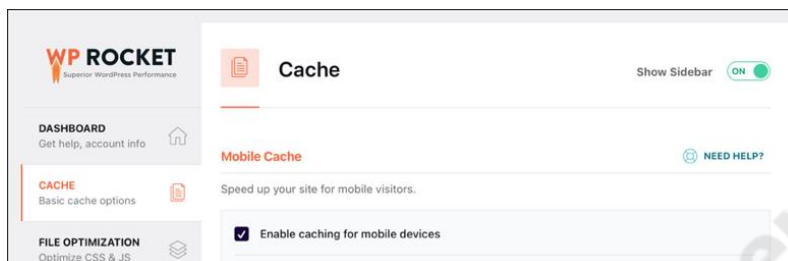 WP ROCKET
Superior WordPress Performance
Cache
Show Sidebar ON
DASHBOARD
Get help, account info
Mobile Cache
NEED HELP?
CACHE
Basic cache options
Speed up your site for mobile visitors.
Enable caching for mobile devices
FILE OPTIMIZATION
Optimize CSS & JS